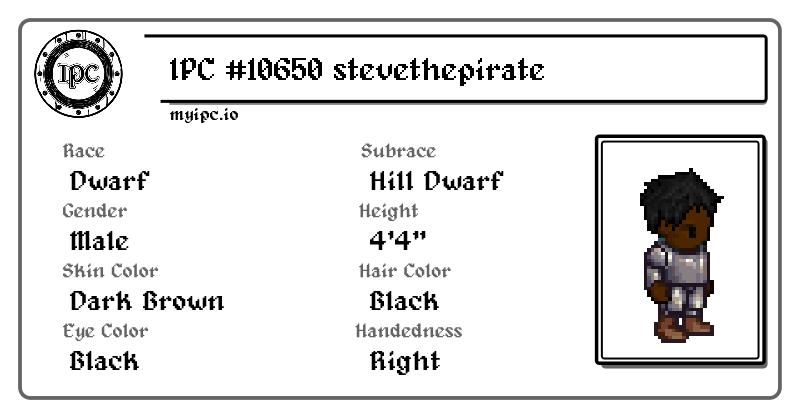 IPC
IPC #10650 stevethepirate
myipc.io
Race
Subrace
Dwarf
Hill Dwarf
Gender
Height
Male
4'4"
Skin Color
Hair Color
Dark Brown
Black
Eye Color
Handedness
Black
Right